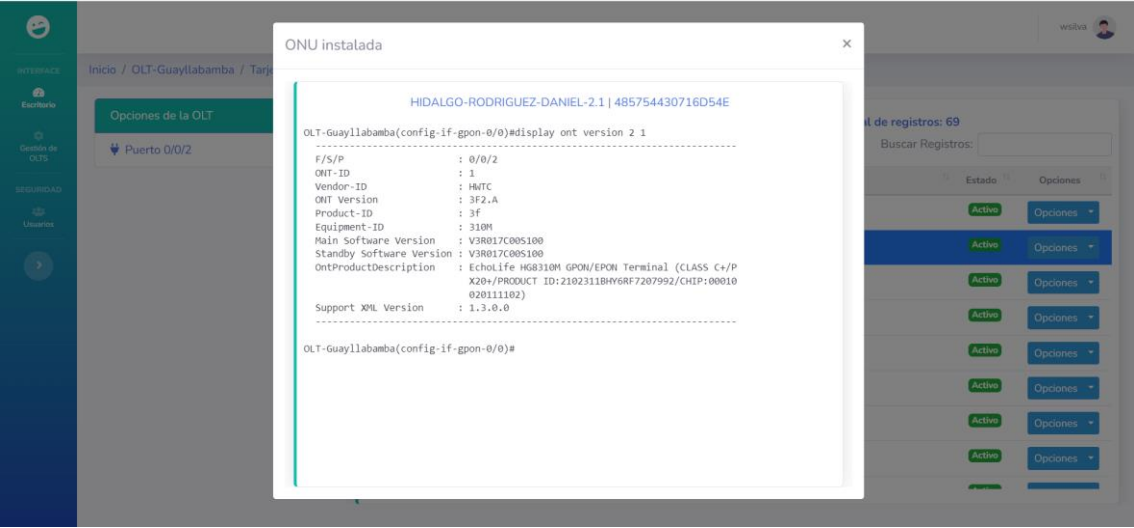 ONU instalada
×
wsilva
INTERFACE
Escritorio
Gestión de
OLTS
SEGURIDAD
Usuarios
Inicio / OLT-Guayllabamba / Tarje
Opciones de la OLT
Puerto 0/0/2
HIDALGO-RODRIGUEZ-DANIEL-2.1 | 485754430716D54E
OLT-Guayllabamba(config-if-gpon-0/0)#display ont version 2 1
--------------------------------------------------------------------------
F/S/P : 0/0/2
ONT-ID : 1
Vendor-ID : HWTC
ONT Version : 3F2.A
Product-ID : 3f
Equipment-ID : 310M
Main Software Version : V3R017C00S100
Standby Software Version : V3R017C00S100
OntProductDescription : EchoLife HG8310M GPON/EPON Terminal (CLASS C+/P
X20+/PRODUCT ID:2102311BHY6RF7207992/CHIP:00010
020111102)
Support XML Version : 1.3.0.0
--------------------------------------------------------------------------
OLT-Guayllabamba(config-if-gpon-0/0)#
al de registros: 69
Buscar Registros:
Estado Opciones
Activo Opciones
Activo Opciones
Activo Opciones
Activo Opciones
Activo Opciones
Activo Opciones
Activo Opciones
Activo Opciones